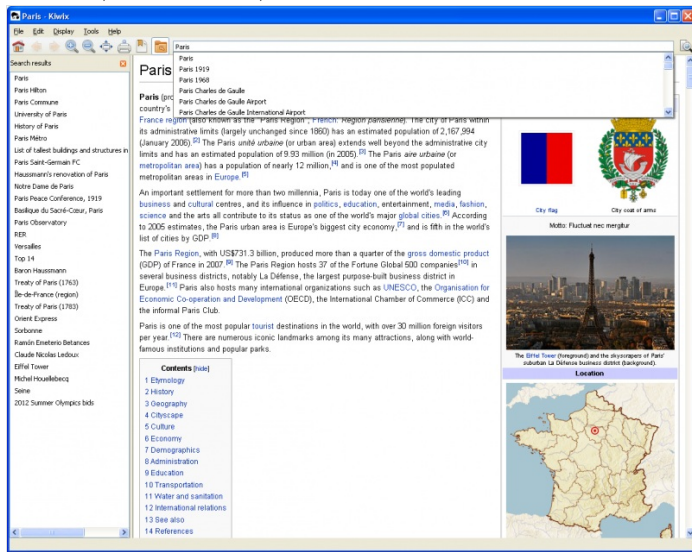 Paris - Kiwix
File Edit Display Tools Help
Paris
Search results
Paris
Paris Hilton
Paris Commune
University of Paris
History of Paris
Paris Métro
List of tallest buildings and structures in
Paris Saint-Germain FC
Haussmann's renovation of Paris
Notre Dame de Paris
Paris Peace Conference, 1919
Basilique du Sacré-Cœur, Paris
Paris Observatory
RER
Versailles
Top 14
Baron Haussmann
Treaty of Paris (1763)
Île-de-France (region)
Treaty of Paris (1783)
Orient Express
Sorbonne
Ramón Emeterio Betances
Claude Nicolas Ledoux
Eiffel Tower
Michel Houellebecq
Seine
2012 Summer Olympics bids
Paris
Paris 1919
Paris 1968
Paris Charles de Gaulle
Paris Charles de Gaulle Airport
Paris Charles de Gaulle International Airport
Paris
Paris
country's
France region (also known as the "Paris Region"; French: Région parisienne). The City of Paris within
its administrative limits (largely unchanged since 1860) has an estimated population of 2,167,994
(January 2006).[2] The Paris unité urbaine (or urban area) extends well beyond the administrative city
limits and has an estimated population of 9.93 million (in 2005).[3] The Paris aire urbaine (or
metropolitan area) has a population of nearly 12 million,[4] and is one of the most populated
metropolitan areas in Europe.[5]
An important settlement for more than two millennia, Paris is today one of the world's leading
business and cultural centres, and its influence in politics, education, entertainment, media, fashion,
science and the arts all contribute to its status as one of the world's major global cities.[6] According
to 2005 estimates, the Paris urban area is Europe's biggest city economy,[7] and is fifth in the world's
list of cities by GDP.[8]
The Paris Region, with US$731.3 billion, produced more than a quarter of the gross domestic product
(GDP) of France in 2007.[9] The Paris Region hosts 37 of the Fortune Global 500 companies[10] in
several business districts, notably La Défense, the largest purpose-built business district in
Europe.[11] Paris also hosts many international organizations such as UNESCO, the Organisation for
Economic Co-operation and Development (OECD), the International Chamber of Commerce (ICC) and
the informal Paris Club.
Paris is one of the most popular tourist destinations in the world, with over 30 million foreign visitors
per year.[12] There are numerous iconic landmarks among its many attractions, along with world-
famous institutions and popular parks.
Contents [hide]
1 Etymology
2 History
3 Geography
4 Cityscape
5 Culture
6 Economy
7 Demographics
8 Administration
9 Education
10 Transportation
11 Water and sanitation
12 International relations
13 See also
14 References
City flag
City coat of arms
Motto: Fluctuat nec mergitur
The Eiffel Tower (foreground) and the skyscrapers of Paris'
suburban La Défense business district (background).
Location